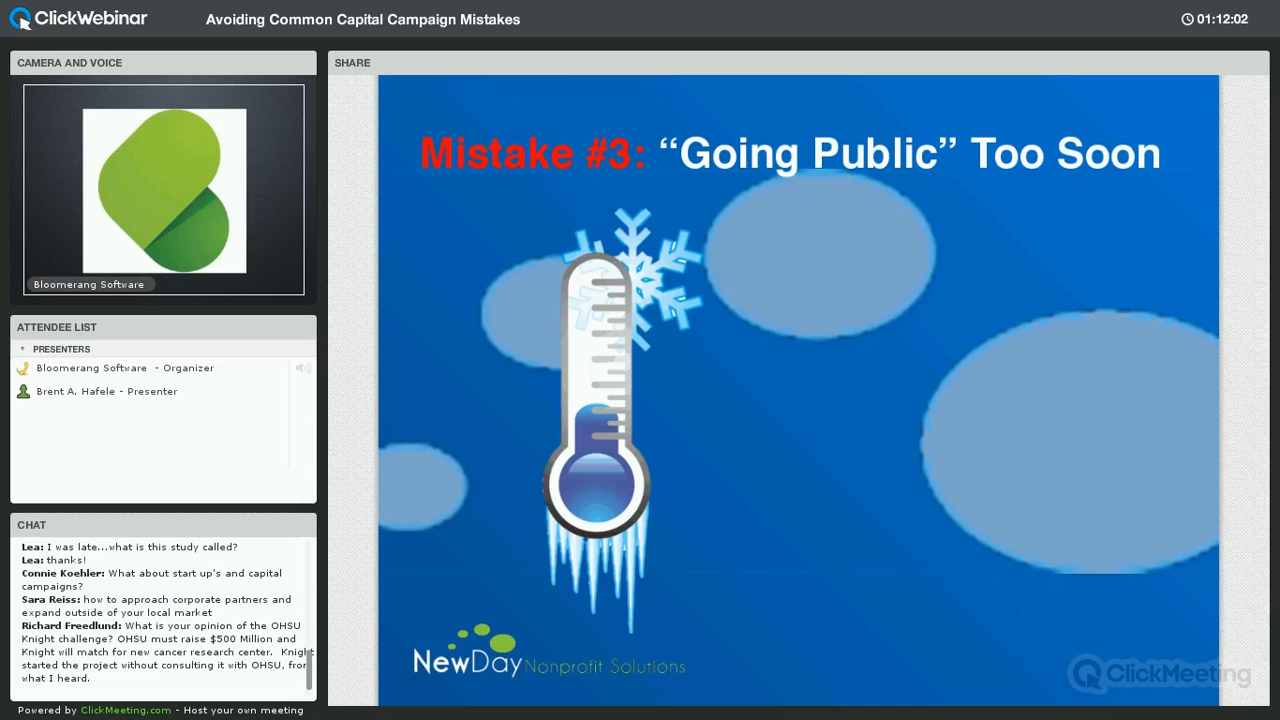 ClickWebinar
Avoiding Common Capital Campaign Mistakes
01:12:02
CAMERA AND VOICE
Bloomerang Software
ATTENDEE LIST
PRESENTERS
Bloomerang Software - Organizer
Brent A. Hafele - Presenter
CHAT
Lea: I was late...what is this study called?
Lea: thanks!
Connie Koehler: What about start up's and capital
campaigns?
Sara Reiss: how to approach corporate partners and
expand outside of your local market
Richard Freedlund: What is your opinion of the OHSU
Knight challenge? OHSU must raise $500 Million and
Knight will match for new cancer research center. Knight
started the project without consulting it with OHSU, from
what I heard.
Powered by ClickMeeting.com - Host your own meeting
SHARE
Mistake #3: “Going Public” Too Soon
NewDay Nonprofit Solutions
ClickMeeting